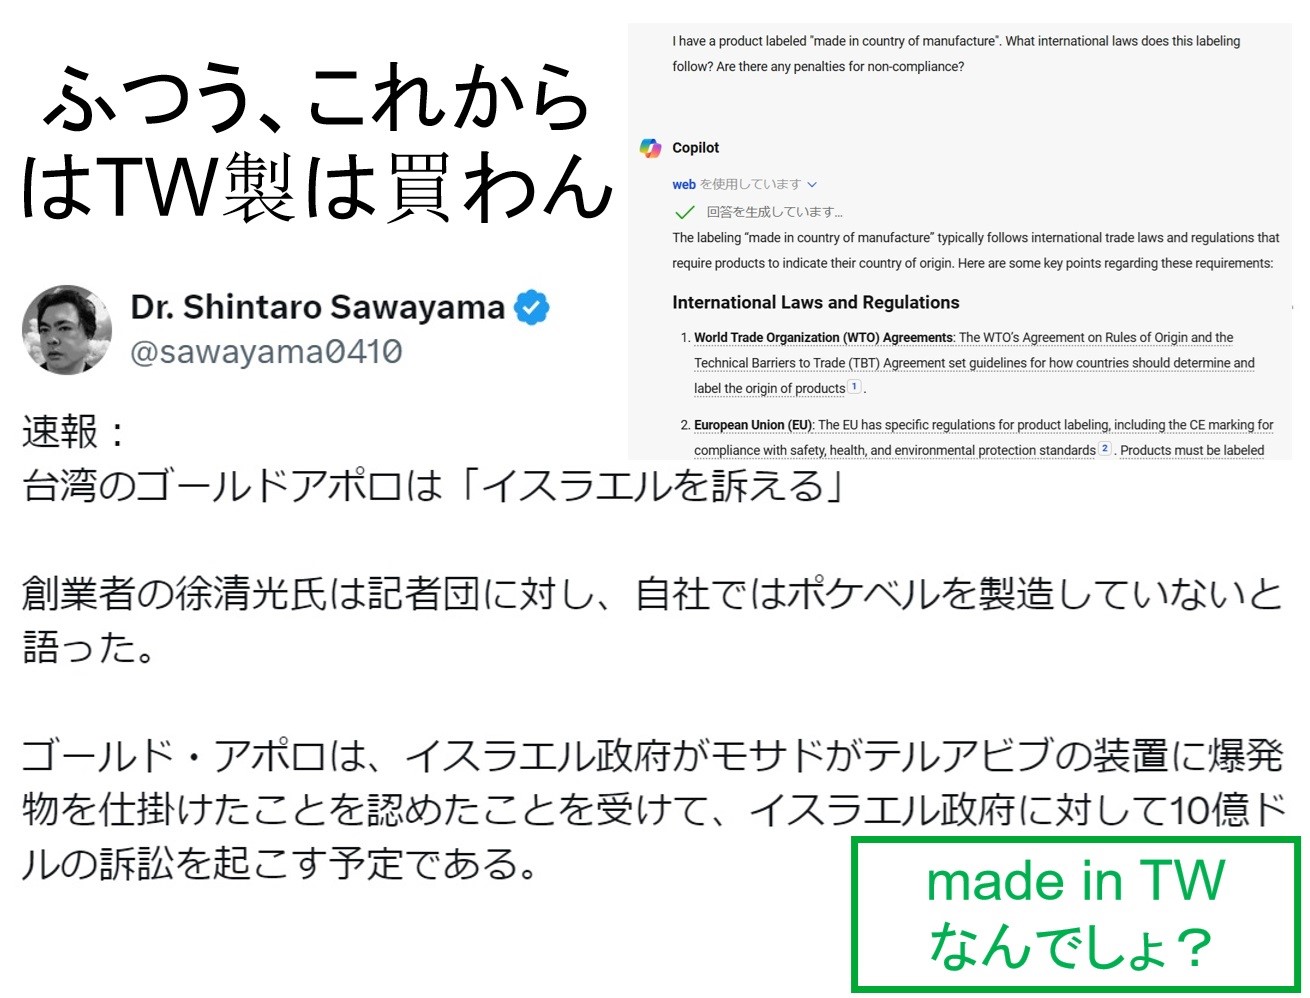 ふつう、これから
はTW製は買わん
I have a product labeled "made in country of manufacture". What international laws does this labeling
follow? Are there any penalties for non-compliance?
Copilot
web を使用しています
回答を生成しています...
The labeling “made in country of manufacture” typically follows international trade laws and regulations that
require products to indicate their country of origin. Here are some key points regarding these requirements:
International Laws and Regulations
1. World Trade Organization (WTO) Agreements: The WTO’s Agreement on Rules of Origin and the
Technical Barriers to Trade (TBT) Agreement set guidelines for how countries should determine and
label the origin of products 1 .
2. European Union (EU): The EU has specific regulations for product labeling, including the CE marking for
compliance with safety, health, and environmental protection standards 2 . Products must be labeled
Dr. Shintaro Sawayama
@sawayama0410
速報：
台湾のゴールドアポロは「イスラエルを訴える」
創業者の徐清光氏は記者団に対し、自社ではポケベルを製造していないと
語った。
ゴールド・アポロは、イスラエル政府がモサドがテルアビブの装置に爆発
物を仕掛けたことを認めたことを受けて、イスラエル政府に対して10億ド
ルの訴訟を起こす予定である。
made in TW
なんでしょ？